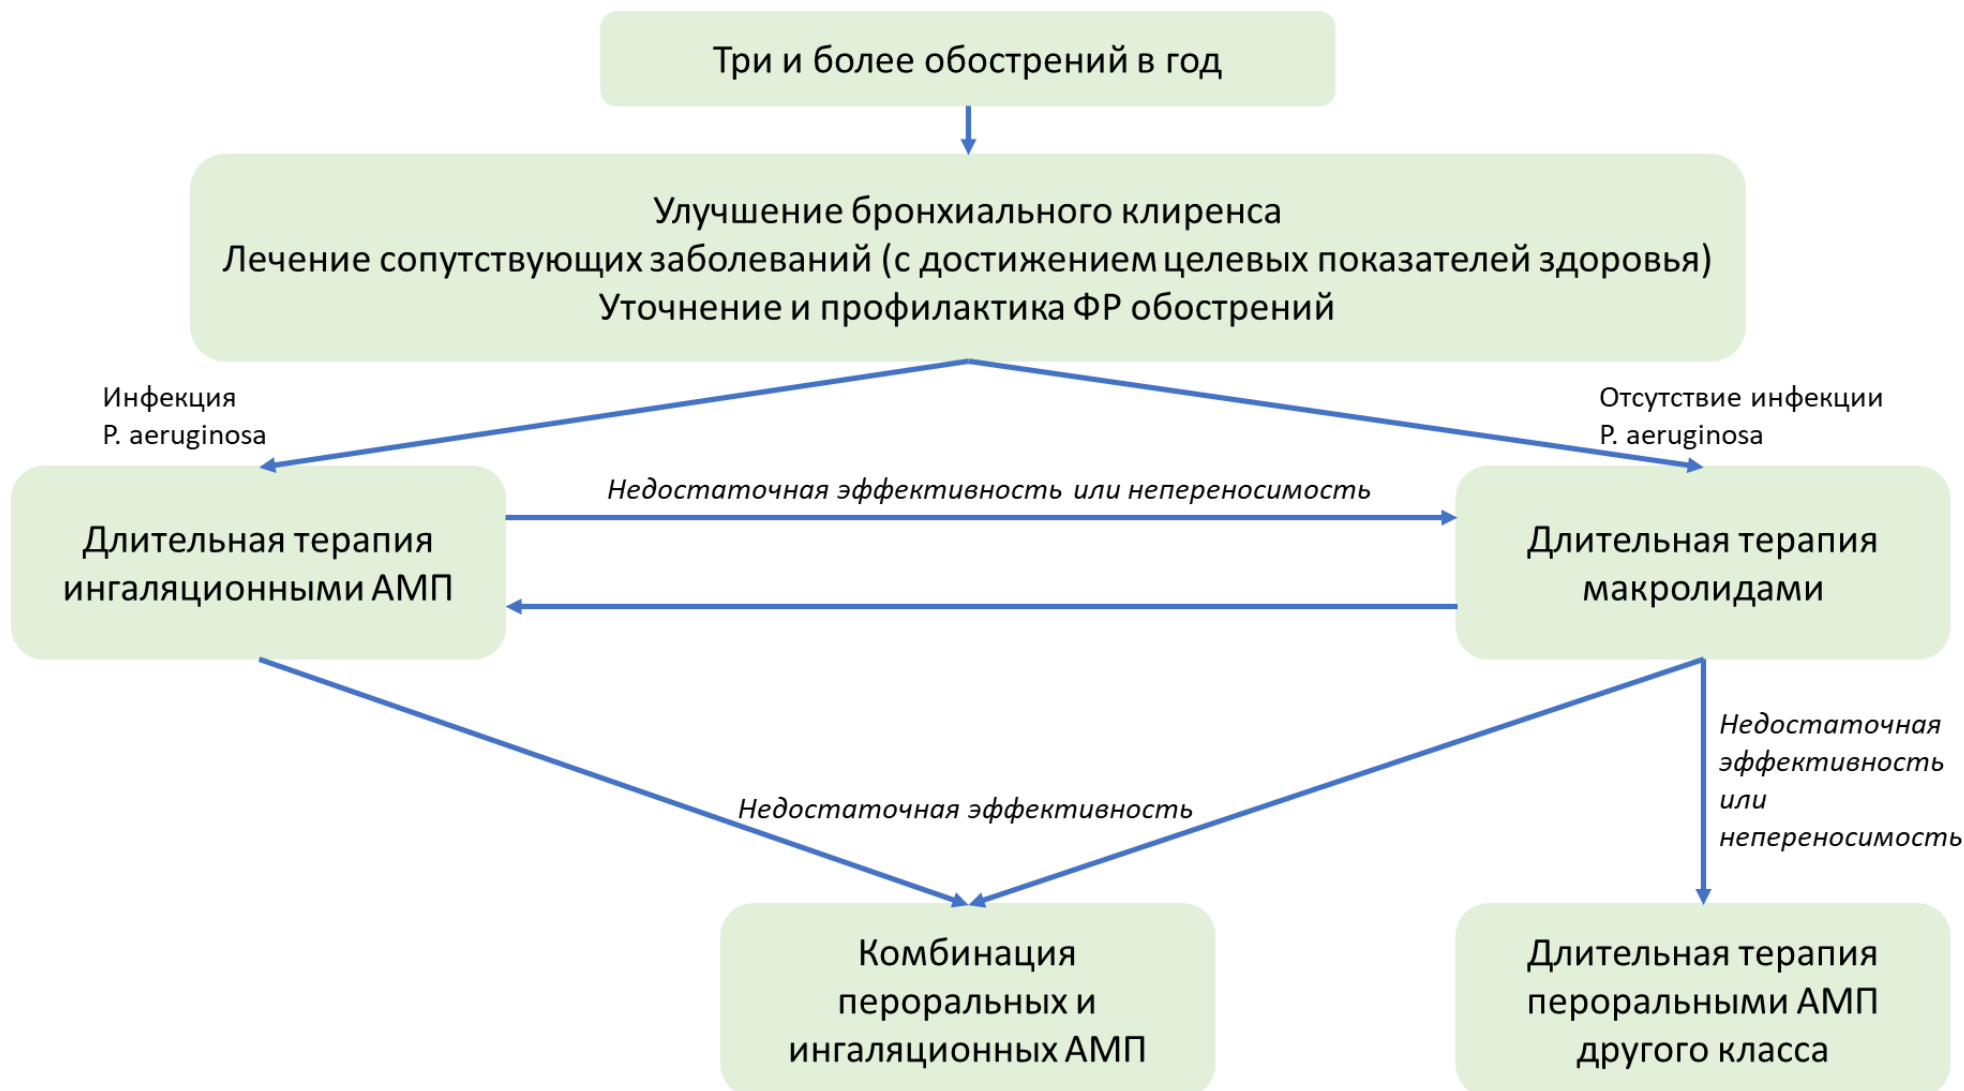 Три и более обострений в год
Улучшение бронхиального клиренса
Лечение сопутствующих заболеваний (с достижением целевых показателей здоровья)
Уточнение и профилактика ФР обострений
Инфекция
P. aeruginosa
Отсутствие инфекции
P. aeruginosa
Длительная терапия
ингаляционными АМП
Недостаточная эффективность или непереносимость
Длительная терапия
макролидами
Недостаточная эффективность
Недостаточная
эффективность
или
непереносимость
Комбинация
пероральных и
ингаляционных АМП
Длительная терапия
пероральными АМП
другого класса